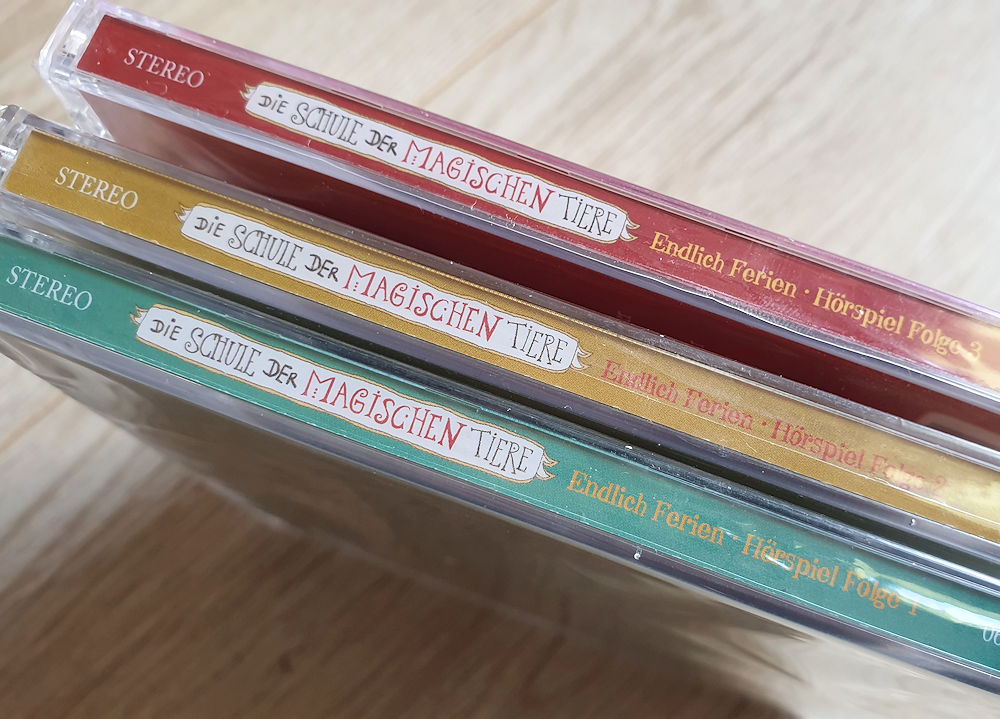 STEREO DIE SCHULE DER MAGISCHEN TIERE Endlich Ferien · Hörspiel Folge 3
STEREO DIE SCHULE DER MAGISCHEN TIERE Endlich Ferien · Hörspiel Folge 2
STEREO DIE SCHULE DER MAGISCHEN TIERE Endlich Ferien · Hörspiel Folge 1